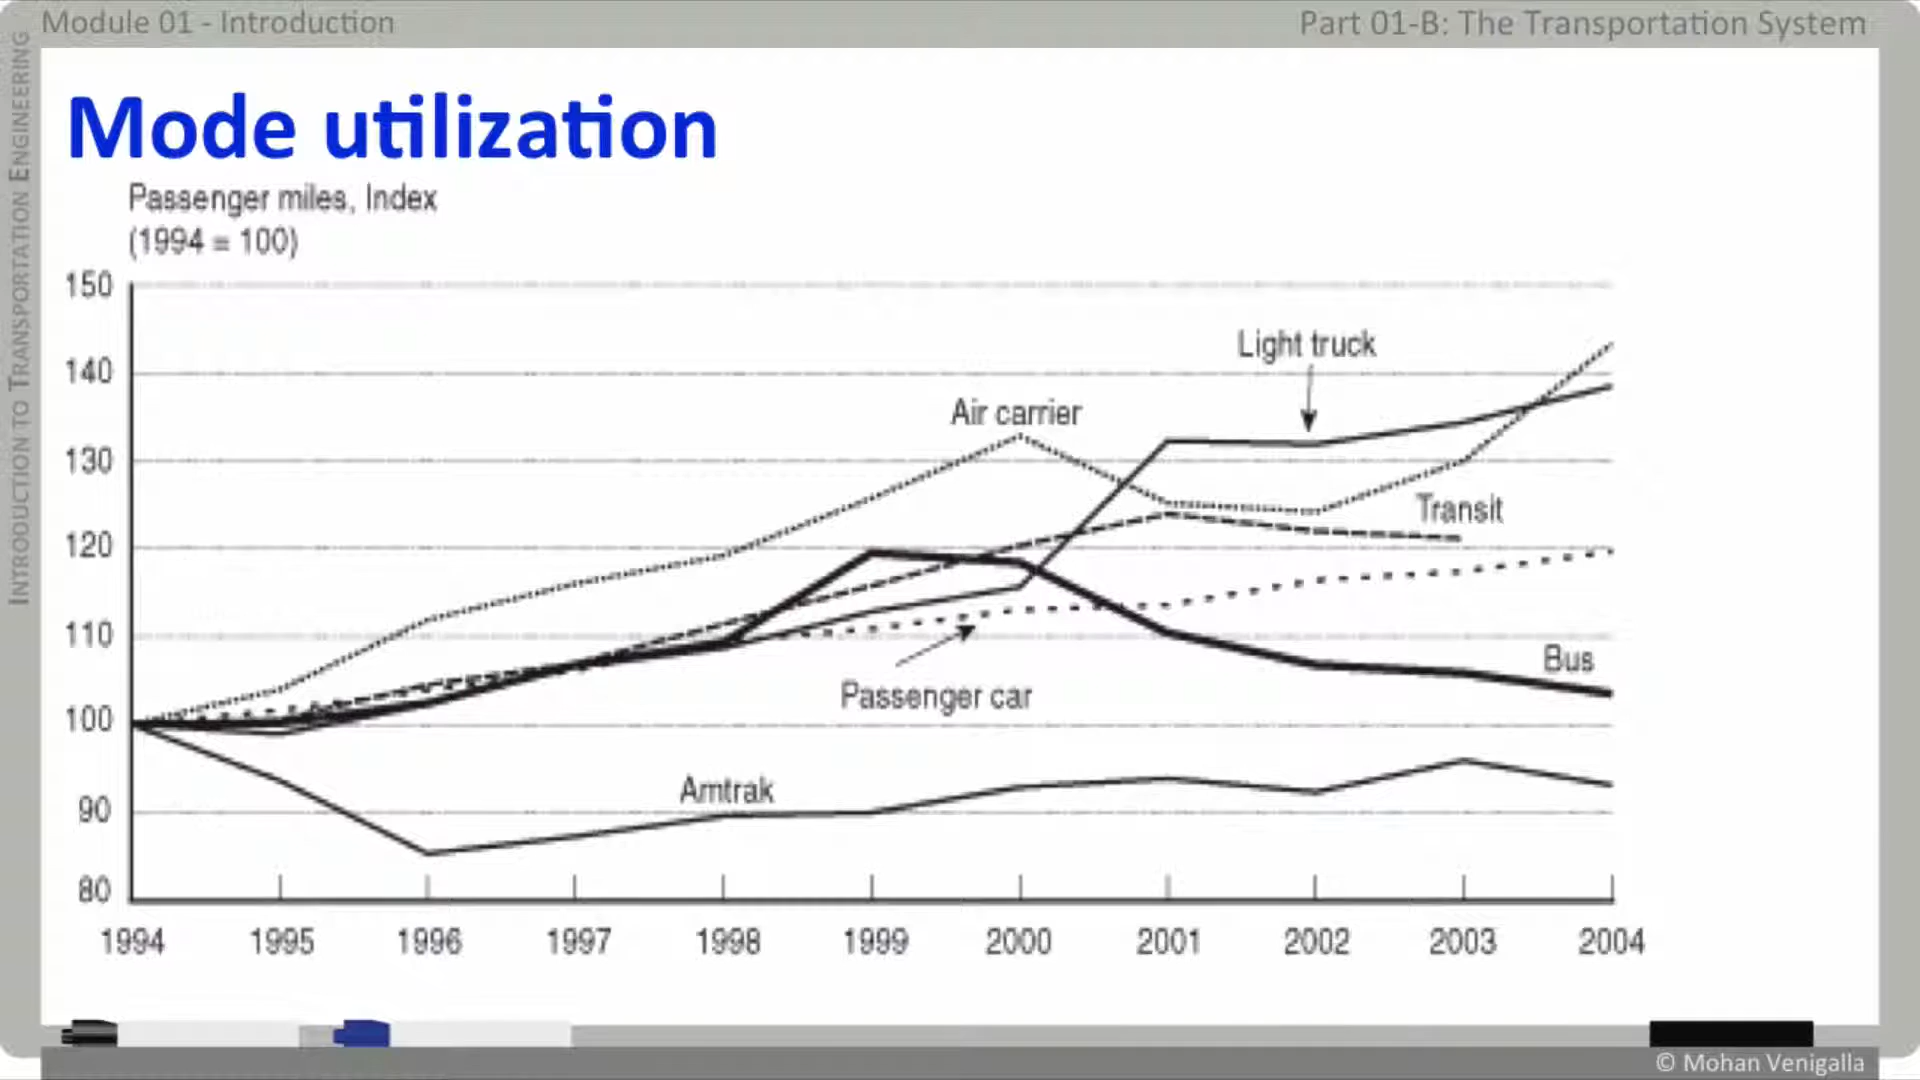 Module 01 - Introduction
Part 01-B: The Transportation System
INTRODUCTION TO TRANSPORTATION ENGINEERING
Mode utilization
Passenger miles, Index
(1994 = 100)
150
140
130
120
110
100
90
80
Light truck
Air carrier
Transit
Bus
Passenger car
Amtrak
1994 1995 1996 1997 1998 1999 2000 2001 2002 2003 2004
© Mohan Venigalla